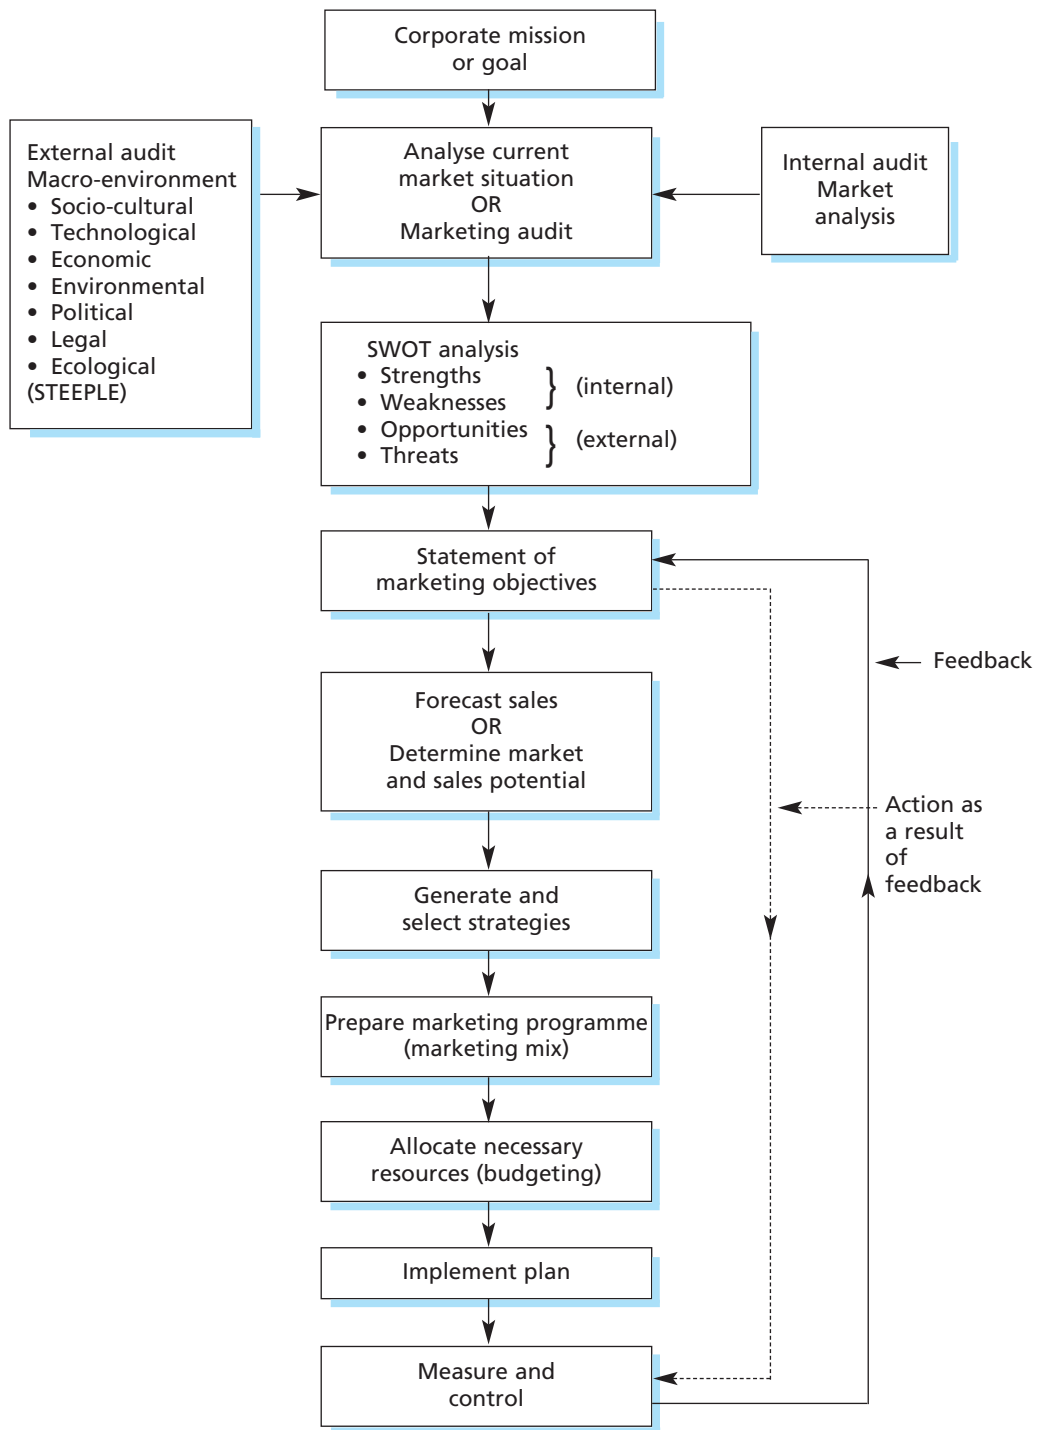 Corporate mission
or goal
External audit
Macro-environment
• Socio-cultural
• Technological
• Economic
• Environmental
• Political
• Legal
• Ecological
(STEEPLE)
Analyse current
market situation
OR
Marketing audit
Internal audit
Market
analysis
SWOT analysis
• Strengths
• Weaknesses
} (internal)
• Opportunities
• Threats
} (external)
Statement of
marketing objectives
Feedback
Forecast sales
OR
Determine market
and sales potential
Action as
a result
of
feedback
Generate and
select strategies
Prepare marketing programme
(marketing mix)
Allocate necessary
resources (budgeting)
Implement plan
Measure and
control